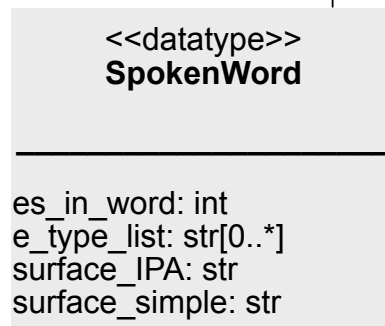 <<datatype>>
SpokenWord
es_in_word: int
e_type_list: str[0..*]
surface_IPA: str
surface_simple: str